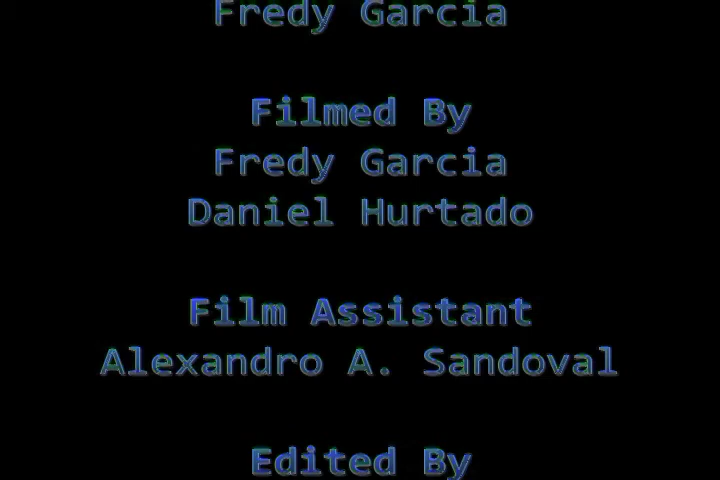 Fredy Garcia
Filmed By
Fredy Garcia
Daniel Hurtado
Film Assistant
Alexandro A. Sandoval
Edited By